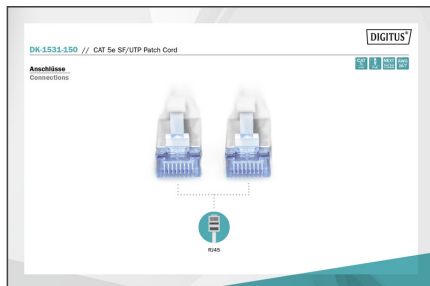 DIGITUS®
DK-1531-150 // CAT 5e SF/UTP Patch Cord
Anschlüsse
Connections
RJ45